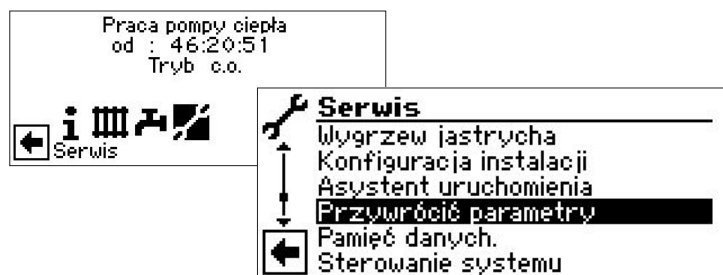 Praca pompy ciepła
od : 46:20:51
Tryb c.o.
Serwis
Serwis
Wygrzew jastrycha
Konfiguracja instalacji
Asystent uruchomienia
Przywrócić parametry
Pamięć danych.
Sterowanie systemu